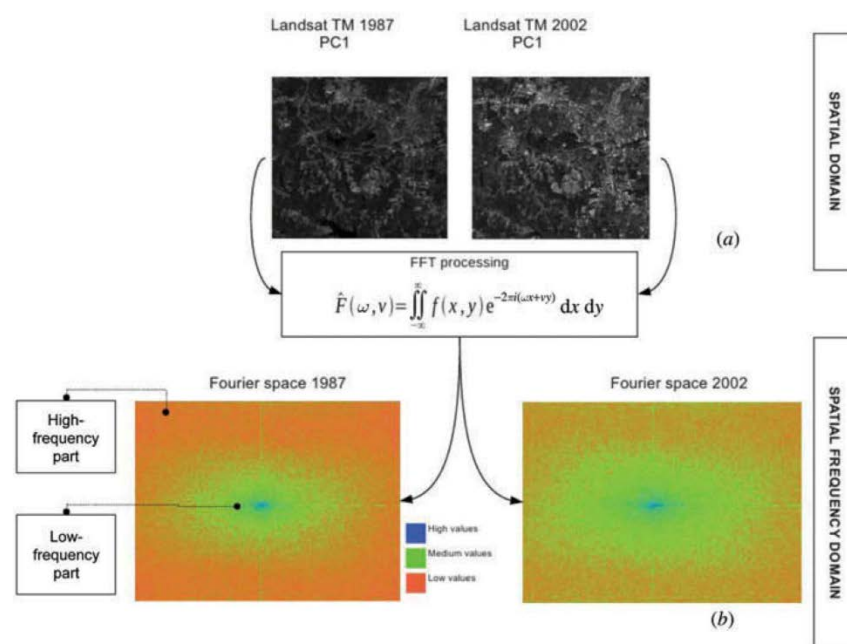 Landsat TM 1987
PC1
Landsat TM 2002
PC1
SPATIAL DOMAIN
(a)
FFT processing
F̂(ω,ν)=∬_{-∞}^{∞} f(x,y)e^{-2πi(ωx+νy)} dx dy
Fourier space 1987
Fourier space 2002
High-
frequency
part
Low-
frequency
part
High values
Medium values
Low values
SPATIAL FREQUENCY DOMAIN
(b)